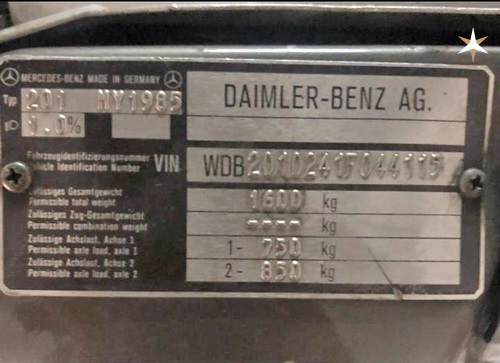 MERCEDES-BENZ MADE IN GERMANY
Typ 201 MY1985
DAIMLER-BENZ AG.
1.0%
Fahrzeugidentifizierungsnummer
Vehicle Identification Number
VIN
WDB2010241F044115
Zulässiges Gesamtgewicht
Permissible total weight
1600 kg
Zulässiges Zug-Gesamtgewicht
Permissible combination weight
kg
Zulässige Achslast, Achse 1
Permissible axle load, axle 1
1- 750 kg
Zulässige Achslast, Achse 2
Permissible axle load, axle 2
2- 850 kg